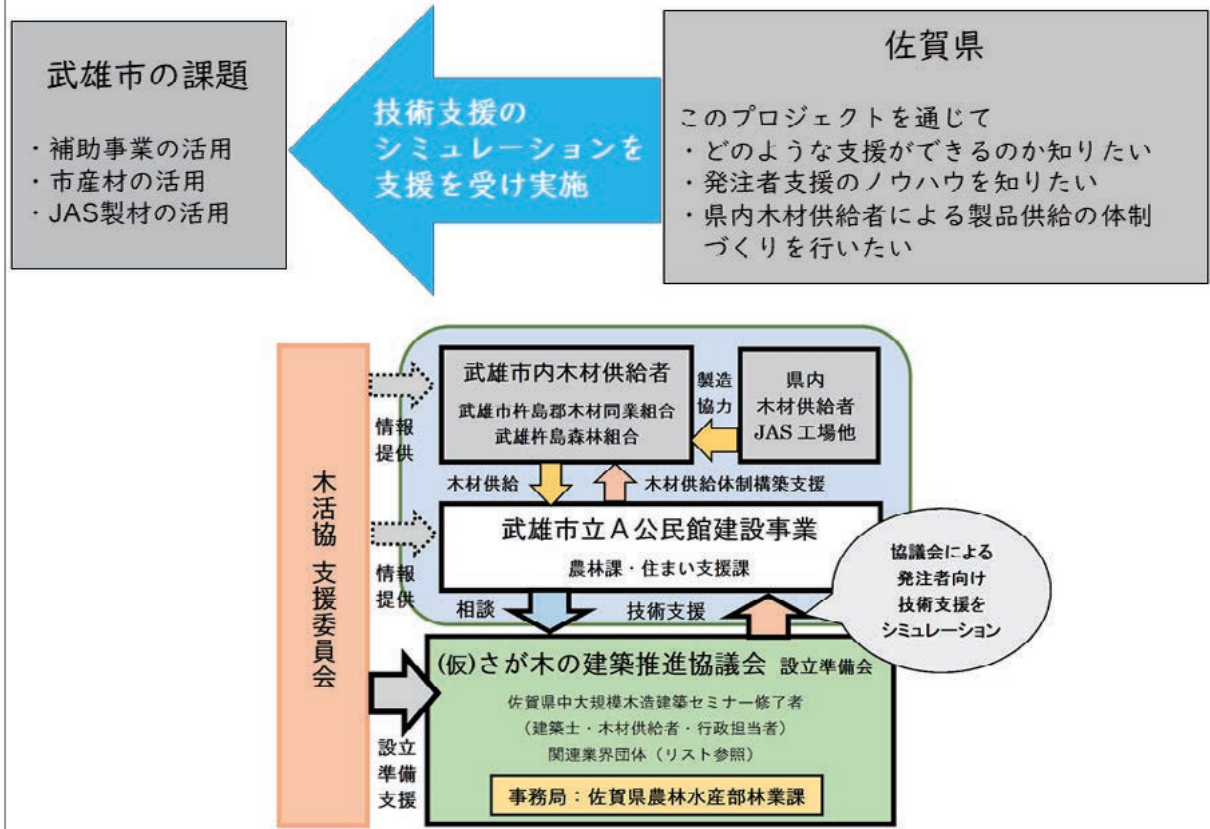 武雄市の課題
・補助事業の活用
・市産材の活用
・JAS製材の活用
技術支援の
シミュレーションを
支援を受け実施
佐賀県
このプロジェクトを通じて
・どのような支援ができるのか知りたい
・発注者支援のノウハウを知りたい
・県内木材供給者による製品供給の体制
づくりを行いたい
木活協 支援委員会
情報
提供
武雄市内木材供給者
武雄市杵島郡木材同業組合
武雄杵島森林組合
製造
協力
県内
木材供給者
JAS工場他
木材供給
木材供給体制構築支援
情報
提供
武雄市立A公民館建設事業
農林課・住まい支援課
相談
技術支援
協議会による
発注者向け
技術支援を
シミュレーション
設立
準備
支援
(仮)さが木の建築推進協議会 設立準備会
佐賀県中大規模木造建築セミナー修了者
(建築士・木材供給者・行政担当者)
関連業界団体(リスト参照)
事務局：佐賀県農林水産部林業課